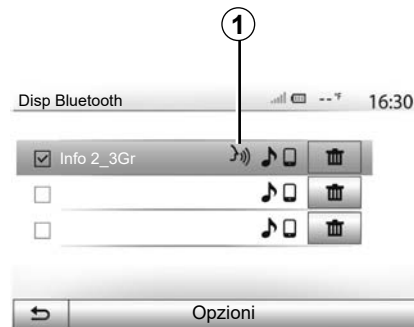 1
Disp Bluetooth -- °F 16:30
Info 2_3Gr
Opzioni